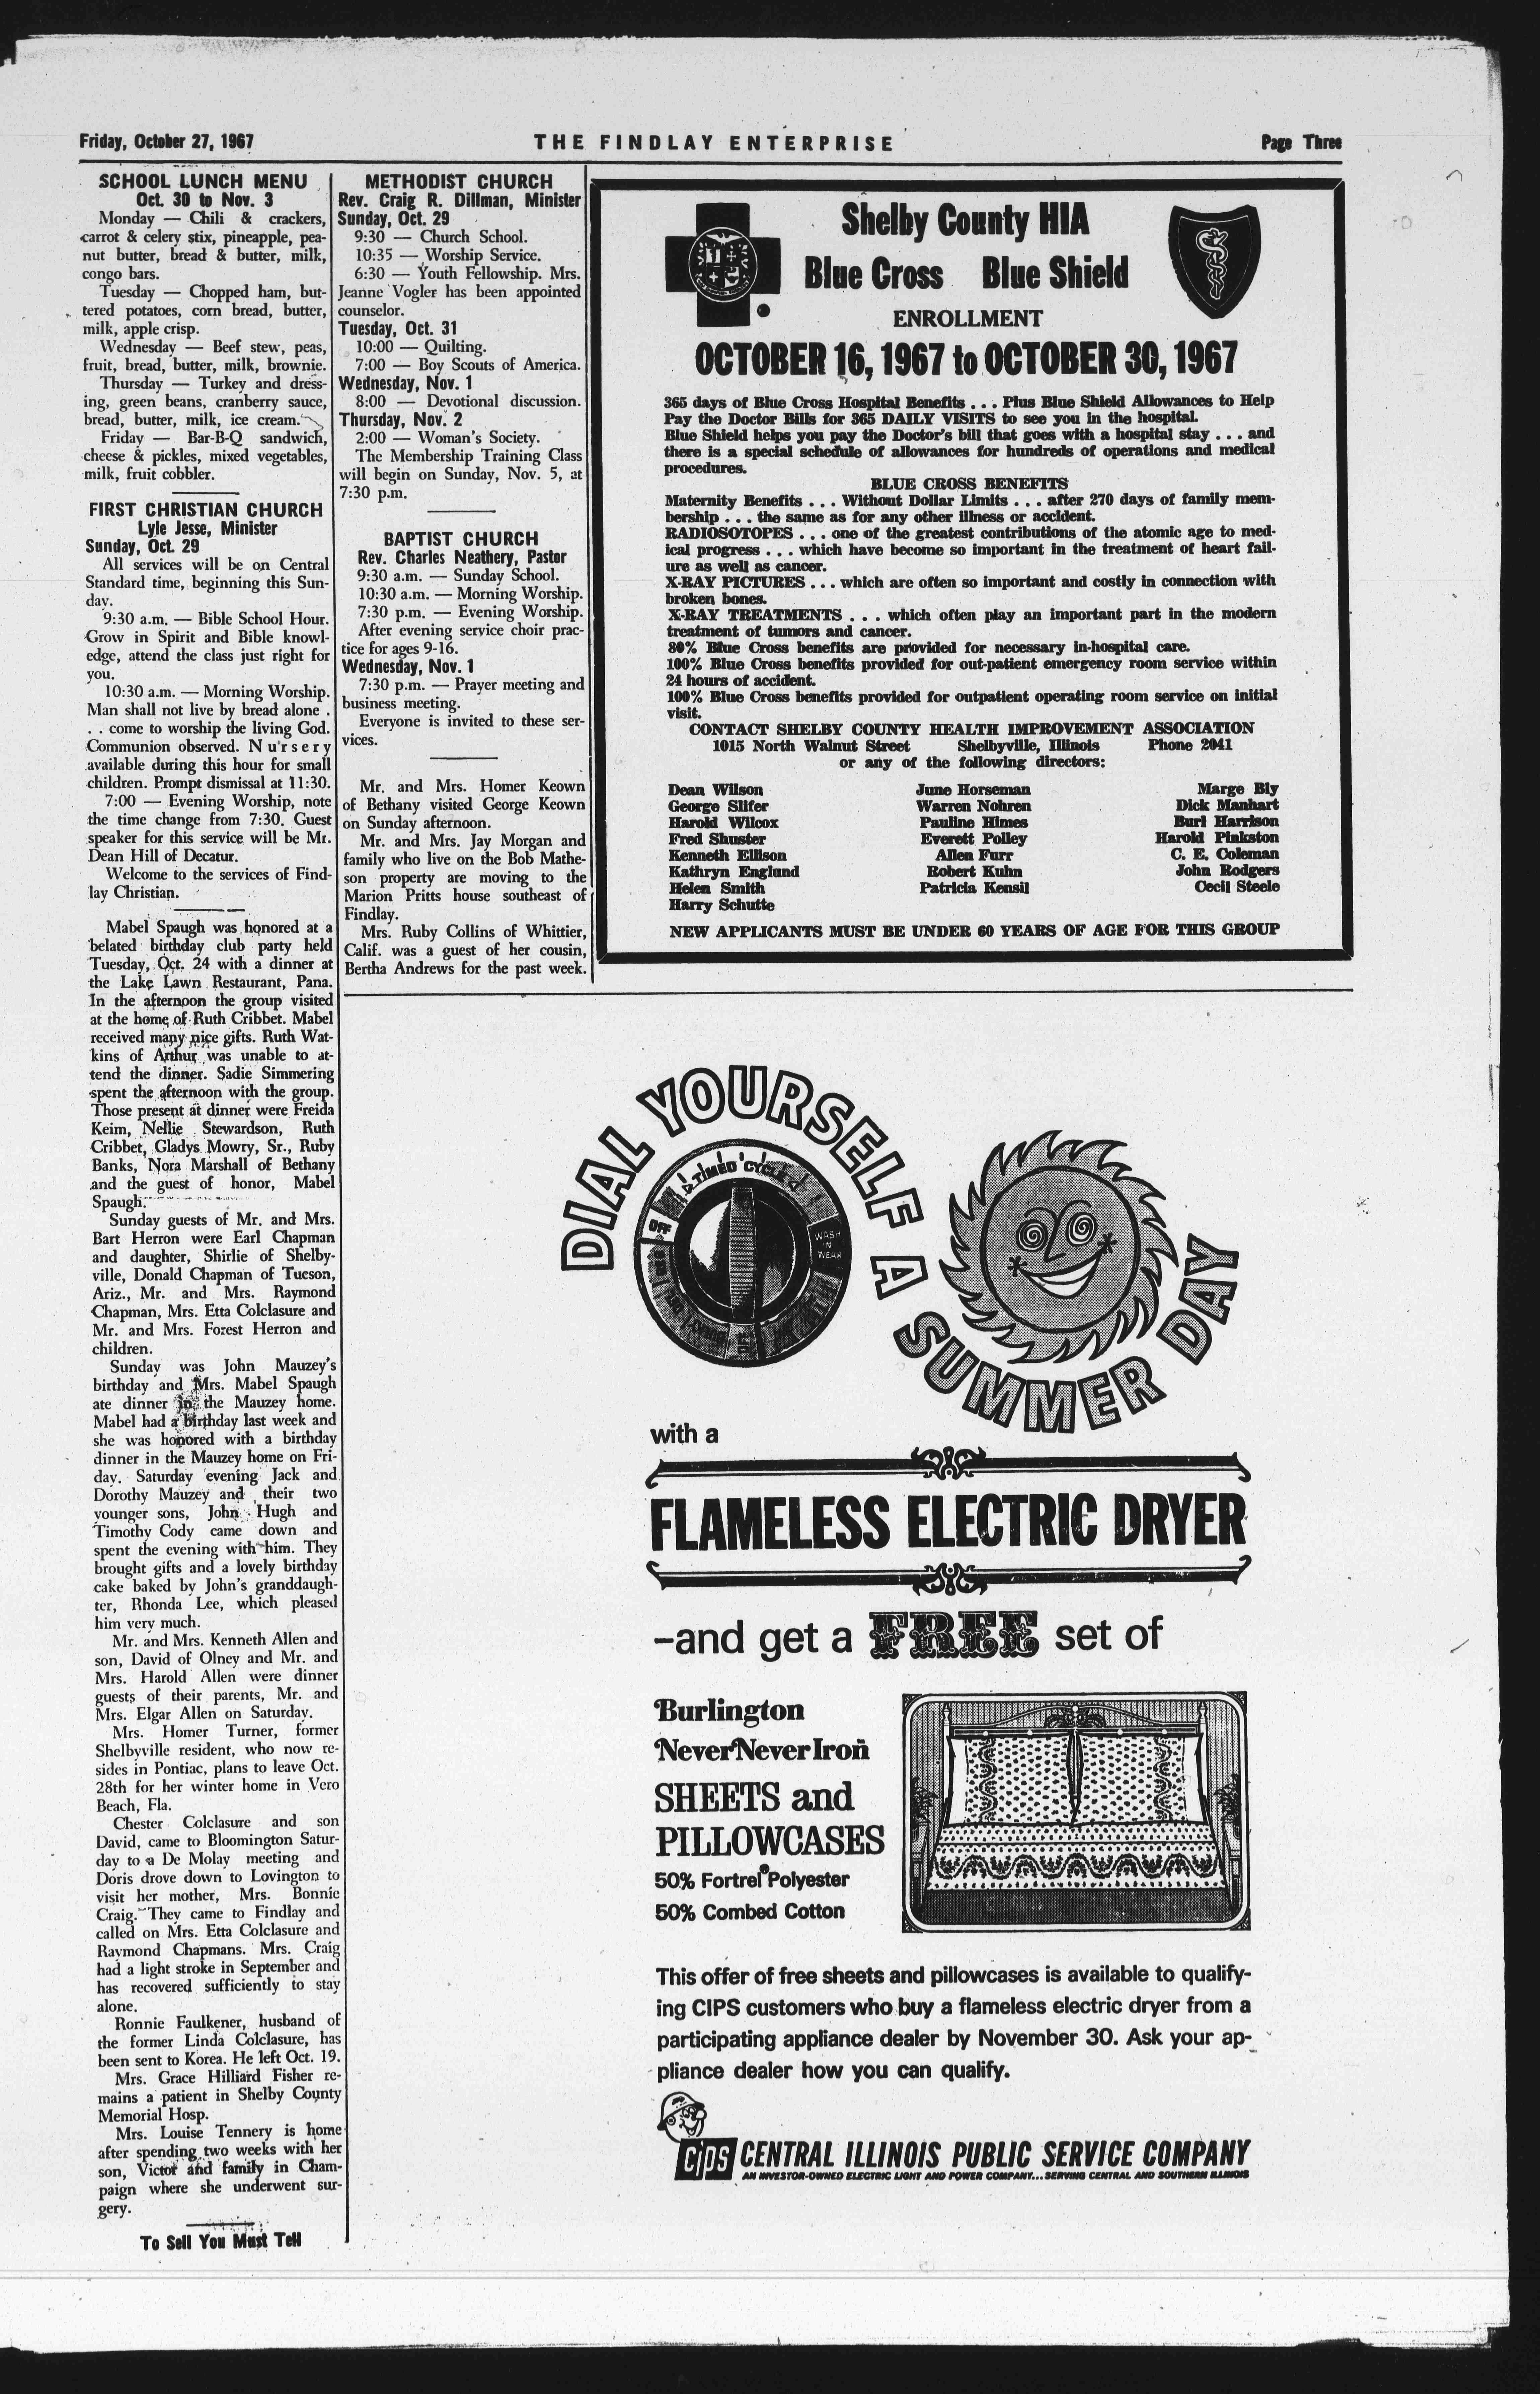 Friday, October 27, 1967
THE FINDLAY ENTERPRISE
Page Three
SCHOOL LUNCH MENU
Oct. 30 to Nov. 3
Monday — Chili & crackers,
carrot & celery stix, pineapple, pea-
nut butter, bread & butter, milk,
congo bars.
Tuesday — Chopped ham, but-
tered potatoes, corn bread, butter,
milk, apple crisp.
Wednesday — Beef stew, peas,
fruit, bread, butter, milk, brownie.
Thursday — Turkey and dress-
ing, green beans, cranberry sauce,
bread, butter, milk, ice cream.
Friday — Bar-B-Q sandwich,
cheese & pickles, mixed vegetables,
milk, fruit cobbler.
FIRST CHRISTIAN CHURCH
Lyle Jesse, Minister
Sunday, Oct. 29
All services will be on Central
Standard time, beginning this Sun-
day.
9:30 a.m. — Bible School Hour.
Grow in Spirit and Bible knowl-
edge, attend the class just right for
you.
10:30 a.m. — Morning Worship.
Man shall not live by bread alone .
. . come to worship the living God.
Communion observed. Nursery
available during this hour for small
children. Prompt dismissal at 11:30.
7:00 — Evening Worship, note
the time change from 7:30. Guest
speaker for this service will be Mr.
Dean Hill of Decatur.
Welcome to the services of Find-
lay Christian.
Mabel Spaugh was honored at a
belated birthday club party held
Tuesday, Oct. 24 with a dinner at
the Lake Lawn Restaurant, Pana.
In the afternoon the group visited
at the home of Ruth Cribbet. Mabel
received many nice gifts. Ruth Wat-
kins of Arthur was unable to at-
tend the dinner. Sadie Simmering
spent the afternoon with the group.
Those present at dinner were Freida
Keim, Nellie Stewardson, Ruth
Cribbet, Gladys Mowry, Sr., Ruby
Banks, Nora Marshall of Bethany
and the guest of honor, Mabel
Spaugh.
Sunday guests of Mr. and Mrs.
Bart Herron were Earl Chapman
and daughter, Shirlie of Shelby-
ville, Donald Chapman of Tucson,
Ariz., Mr. and Mrs. Raymond
Chapman, Mrs. Etta Colclasure and
Mr. and Mrs. Forest Herron and
children.
Sunday was John Mauzey's
birthday and Mrs. Mabel Spaugh
ate dinner in the Mauzey home.
Mabel had a birthday last week and
she was honored with a birthday
dinner in the Mauzey home on Fri-
day. Saturday evening Jack and
Dorothy Mauzey and their two
younger sons, John Hugh and
Timothy Cody came down and
spent the evening with him. They
brought gifts and a lovely birthday
cake baked by John's granddaugh-
ter, Rhonda Lee, which pleased
him very much.
Mr. and Mrs. Kenneth Allen and
son, David of Olney and Mr. and
Mrs. Harold Allen were dinner
guests of their parents, Mr. and
Mrs. Elgar Allen on Saturday.
Mrs. Homer Turner, former
Shelbyville resident, who now re-
sides in Pontiac, plans to leave Oct.
28th for her winter home in Vero
Beach, Fla.
Chester Colclasure and son
David, came to Bloomington Satur-
day to a De Molay meeting and
Doris drove down to Lovington to
visit her mother, Mrs. Bonnie
Craig. They came to Findlay and
called on Mrs. Etta Colclasure and
Raymond Chapmans. Mrs. Craig
had a light stroke in September and
has recovered sufficiently to stay
alone.
Ronnie Faulkener, husband of
the former Linda Colclasure, has
been sent to Korea. He left Oct. 19.
Mrs. Grace Hilliard Fisher re-
mains a patient in Shelby County
Memorial Hosp.
Mrs. Louise Tennery is home
after spending two weeks with her
son, Victor and family in Cham-
paign where she underwent sur-
gery.
To Sell You Must Tell
METHODIST CHURCH
Rev. Craig R. Dillman, Minister
Sunday, Oct. 29
9:30 — Church School.
10:35 — Worship Service.
6:30 — Youth Fellowship. Mrs.
Jeanne Vogler has been appointed
counselor.
Tuesday, Oct. 31
10:00 — Quilting.
7:00 — Boy Scouts of America.
Wednesday, Nov. 1
8:00 — Devotional discussion.
Thursday, Nov. 2
2:00 — Woman's Society.
The Membership Training Class
will begin on Sunday, Nov. 5, at
7:30 p.m.
BAPTIST CHURCH
Rev. Charles Neathery, Pastor
9:30 a.m. — Sunday School.
10:30 a.m. — Morning Worship.
7:30 p.m. — Evening Worship.
After evening service choir prac-
tice for ages 9-16.
Wednesday, Nov. 1
7:30 p.m. — Prayer meeting and
business meeting.
Everyone is invited to these ser-
vices.
Mr. and Mrs. Homer Keown
of Bethany visited George Keown
on Sunday afternoon.
Mr. and Mrs. Jay Morgan and
family who live on the Bob Mathe-
son property are moving to the
Marion Pritts house southeast of
Findlay.
Mrs. Ruby Collins of Whittier,
Calif. was a guest of her cousin,
Bertha Andrews for the past week.
Shelby County HIA
Blue Cross Blue Shield
ENROLLMENT
OCTOBER 16, 1967 to OCTOBER 30, 1967
365 days of Blue Cross Hospital Benefits . . . Plus Blue Shield Allowances to Help
Pay the Doctor Bills for 365 DAILY VISITS to see you in the hospital.
Blue Shield helps you pay the Doctor's bill that goes with a hospital stay . . . and
there is a special schedule of allowances for hundreds of operations and medical
procedures.
BLUE CROSS BENEFITS
Maternity Benefits . . . Without Dollar Limits . . . after 270 days of family mem-
bership . . . the same as for any other illness or accident.
RADIOSOTOPES . . . one of the greatest contributions of the atomic age to med-
ical progress . . . which have become so important in the treatment of heart fail-
ure as well as cancer.
X-RAY PICTURES . . . which are often so important and costly in connection with
broken bones.
X-RAY TREATMENTS . . . which often play an important part in the modern
treatment of tumors and cancer.
80% Blue Cross benefits are provided for necessary in-hospital care.
100% Blue Cross benefits provided for out-patient emergency room service within
24 hours of accident.
100% Blue Cross benefits provided for outpatient operating room service on initial
visit.
CONTACT SHELBY COUNTY HEALTH IMPROVEMENT ASSOCIATION
1015 North Walnut Street Shelbyville, Illinois Phone 2041
or any of the following directors:
Dean Wilson June Horseman Marge Bly
George Slifer Warren Nohren Dick Manhart
Harold Wilcox Pauline Himes Burl Harrison
Fred Shuster Everett Polley Harold Pinkston
Kenneth Ellison Allen Furr C. E. Coleman
Kathryn England Robert Kuhn John Rodgers
Helen Smith Patricia Kensil Cecil Steele
Harry Schutte
NEW APPLICANTS MUST BE UNDER 60 YEARS OF AGE FOR THIS GROUP
DIAL YOURSELF A SUMMER DAY
TIMED CYCLE
OFF
WASH
N
WEAR
with a
FLAMELESS ELECTRIC DRYER
–and get a FREE set of
Burlington
NeverNever Iron
SHEETS and
PILLOWCASES
50% Fortrel® Polyester
50% Combed Cotton
This offer of free sheets and pillowcases is available to qualify-
ing CIPS customers who buy a flameless electric dryer from a
participating appliance dealer by November 30. Ask your ap-
pliance dealer how you can qualify.
CIPS CENTRAL ILLINOIS PUBLIC SERVICE COMPANY
AN INVESTOR-OWNED ELECTRIC LIGHT AND POWER COMPANY...SERVING CENTRAL AND SOUTHERN ILLINOIS